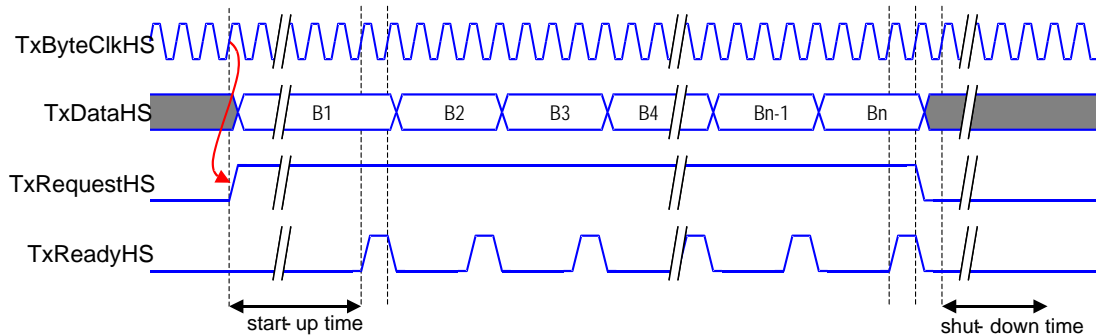 TxByteClkHS
TxDataHS B1 B2 B3 B4 Bn-1 Bn
TxRequestHS
TxReadyHS
start- up time shut- down time